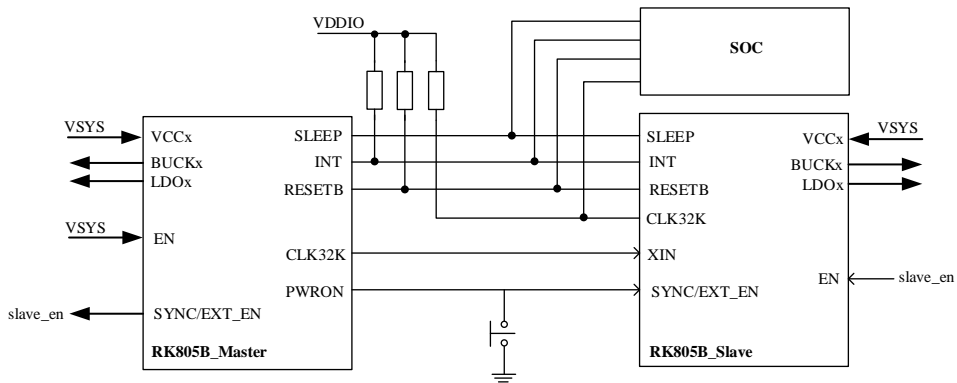 VDDIO
SOC
VSYS
VCCx
BUCKx
LDOx
VSYS
EN
slave_en
SYNC/EXT_EN
SLEEP
INT
RESETB
CLK32K
PWRON
RK805B_Master
SLEEP
INT
RESETB
CLK32K
XIN
SYNC/EXT_EN
VCCx
VSYS
BUCKx
LDOx
EN
slave_en
RK805B_Slave